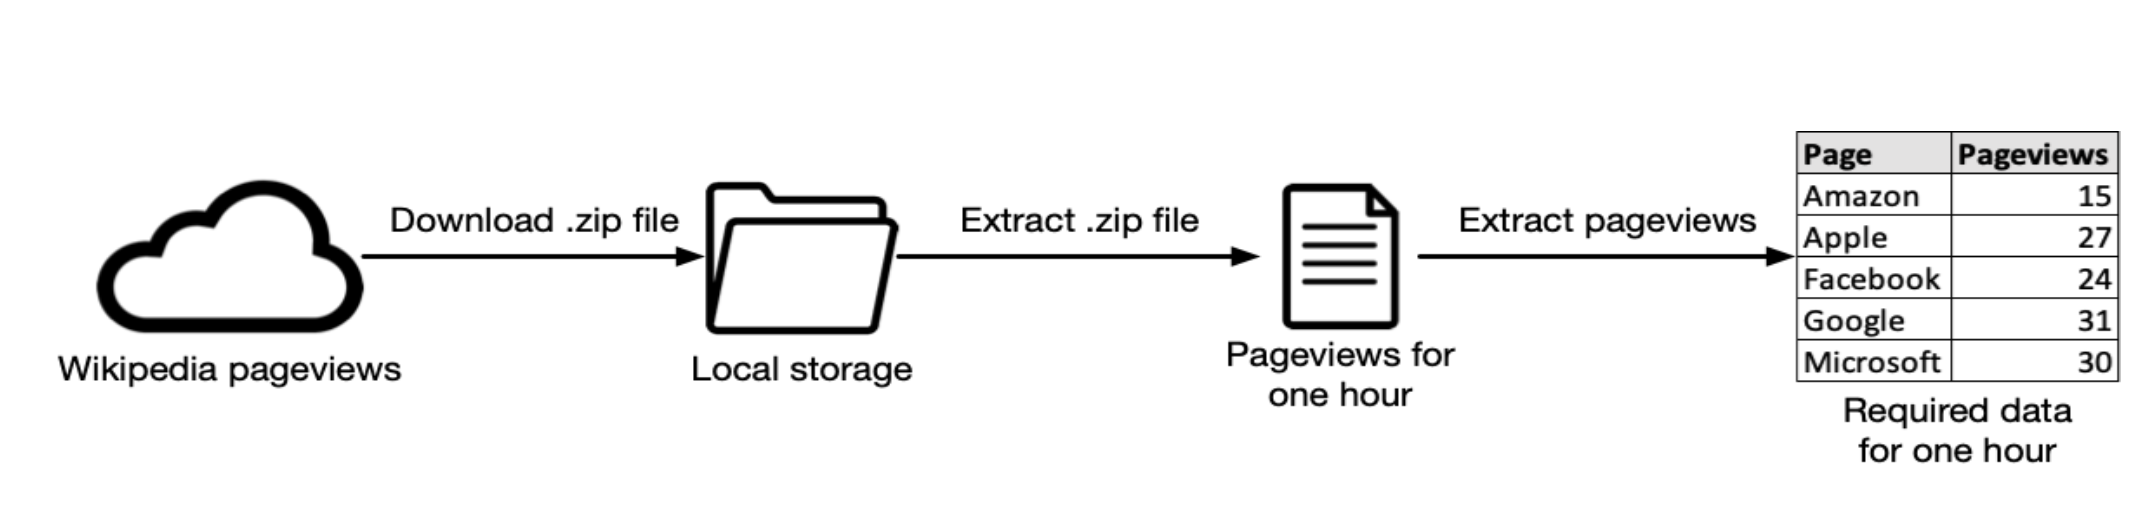 Wikipedia pageviews
Download .zip file
Local storage
Extract .zip file
Pageviews for
one hour
Extract pageviews
Page Pageviews
Amazon 15
Apple 27
Facebook 24
Google 31
Microsoft 30
Required data
for one hour